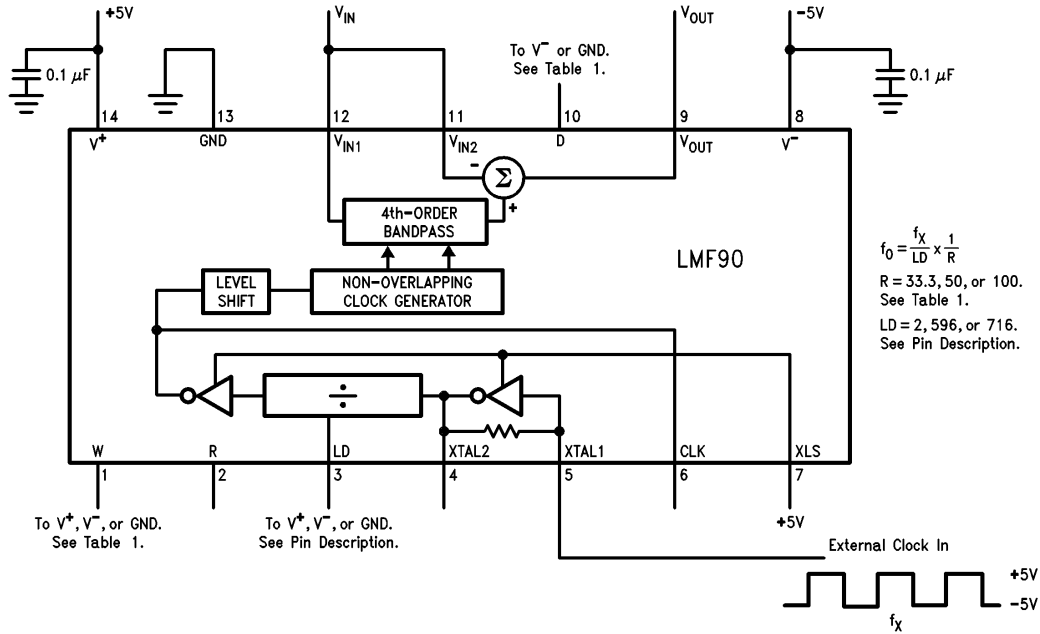 +5V
V_IN
V_OUT
-5V
0.1 μF
To V⁻ or GND.
See Table 1.
0.1 μF
14
13
12
11
10
9
8
V⁺
GND
V_IN1
V_IN2
D
V_OUT
V⁻
-
Σ
+
4th-ORDER
BANDPASS
LMF90
LEVEL
SHIFT
NON-OVERLAPPING
CLOCK GENERATOR
f_O = f_X/LD x 1/R
R = 33.3, 50, or 100.
See Table 1.
LD = 2, 596, or 716.
See Pin Description.
÷
W
R
LD
XTAL2
XTAL1
CLK
XLS
1
2
3
4
5
6
7
To V⁺, V⁻, or GND.
See Table 1.
To V⁺, V⁻, or GND.
See Pin Description.
+5V
External Clock In
+5V
-5V
f_X